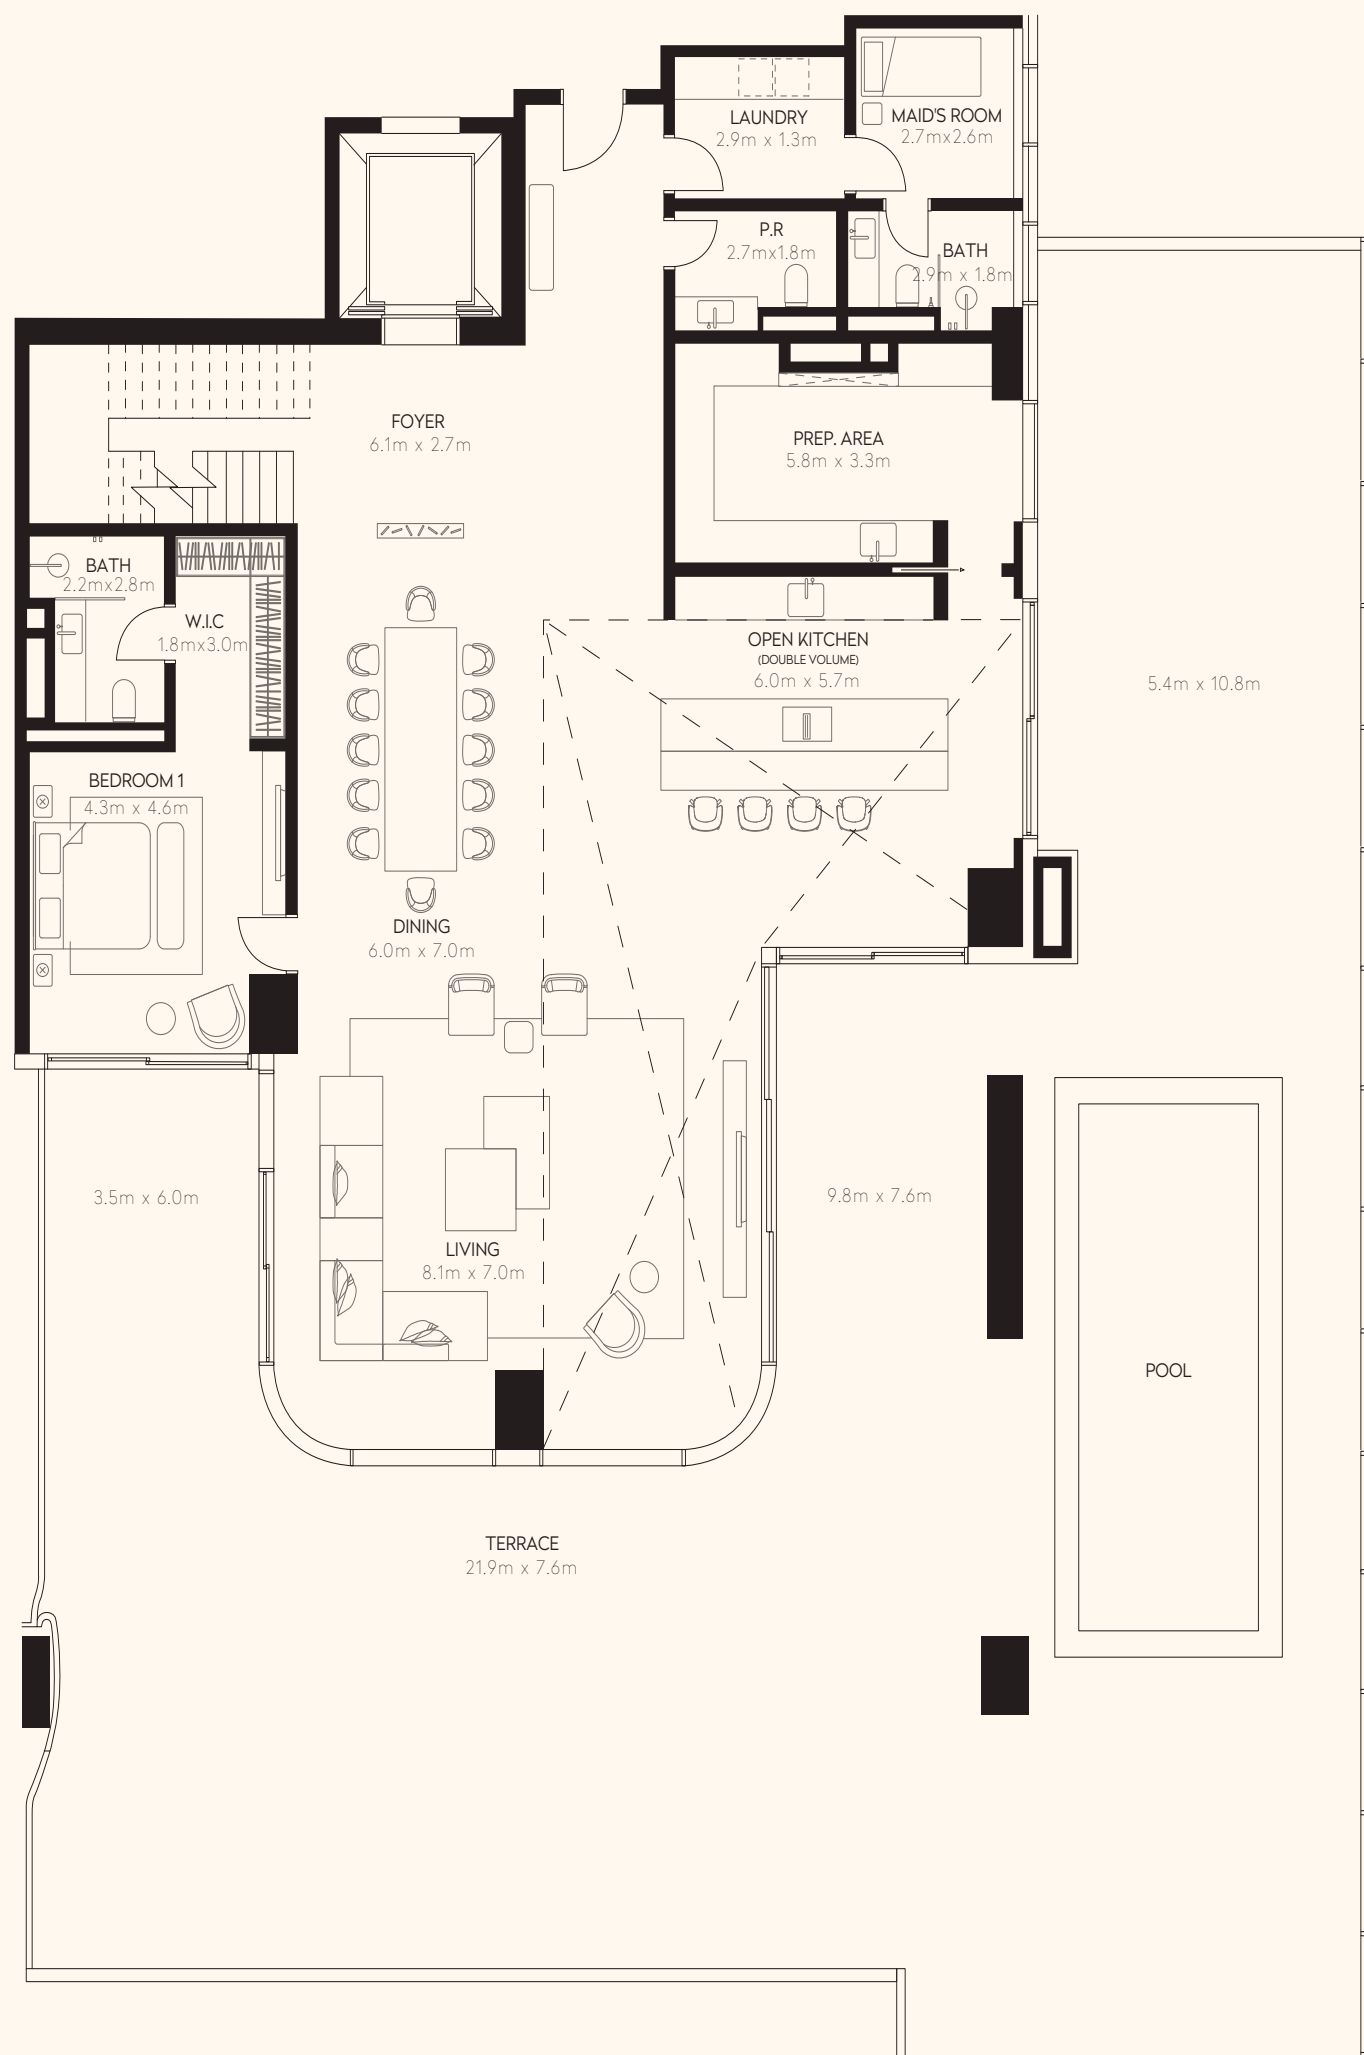 LAUNDRY
2.9m x 1.3m
MAID'S ROOM
2.7mx2.6m
P.R
2.7mx1.8m
BATH
2.9m x 1.8m
FOYER
6.1m x 2.7m
PREP. AREA
5.8m x 3.3m
BATH
2.2mx2.8m
W.I.C
1.8mx3.0m
OPEN KITCHEN
(DOUBLE VOLUME)
6.0m x 5.7m
5.4m x 10.8m
BEDROOM 1
4.3m x 4.6m
DINING
6.0m x 7.0m
3.5m x 6.0m
9.8m x 7.6m
LIVING
8.1m x 7.0m
POOL
TERRACE
21.9m x 7.6m